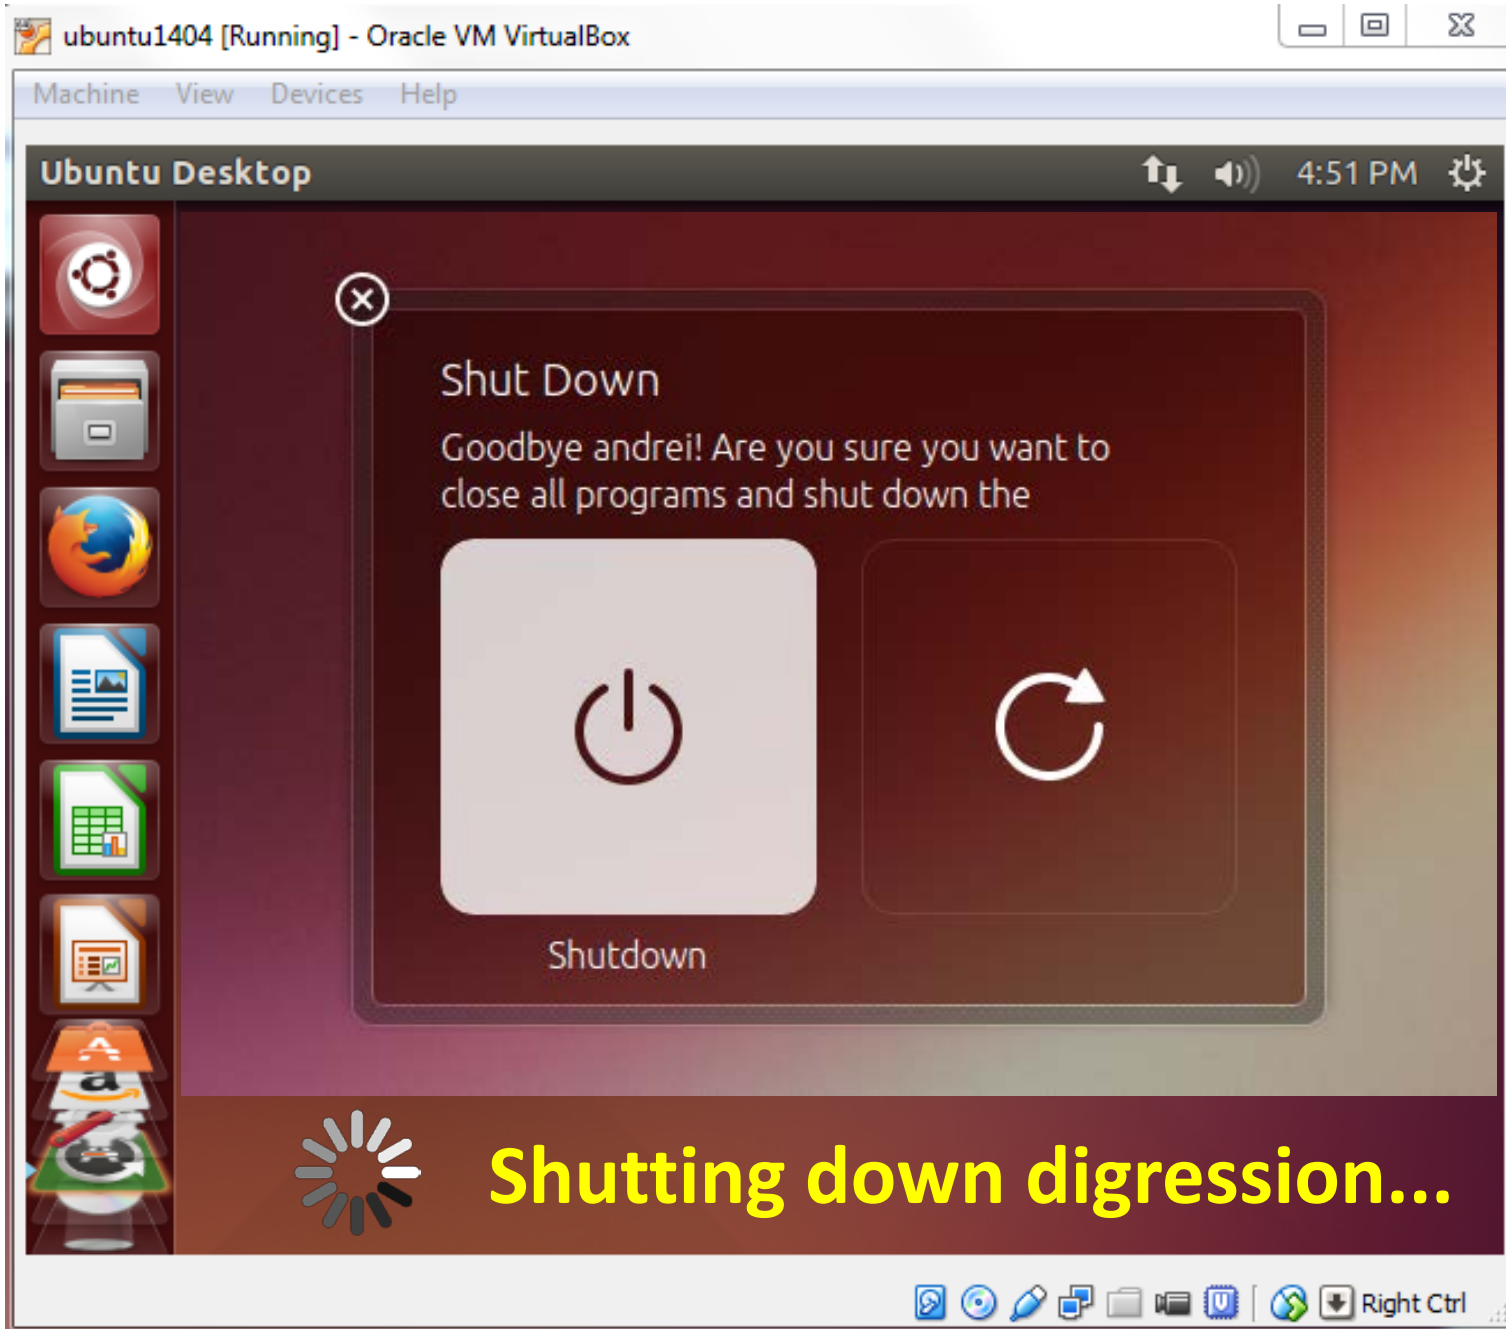 ubuntu1404 [Running] - Oracle VM VirtualBox
Machine View Devices Help
Ubuntu Desktop 4:51 PM
Shut Down
Goodbye andrei! Are you sure you want to
close all programs and shut down the
Shutdown
a
Shutting down digression...
Right Ctrl